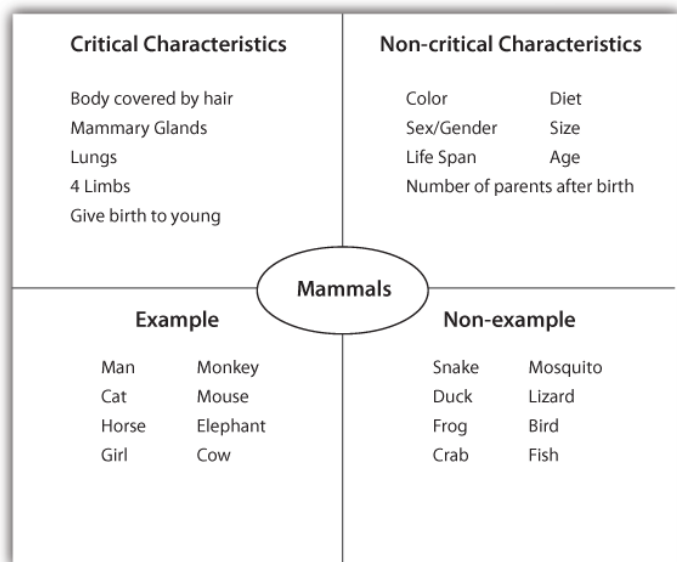 Critical Characteristics
Body covered by hair
Mammary Glands
Lungs
4 Limbs
Give birth to young
Non-critical Characteristics
Color Diet
Sex/Gender Size
Life Span Age
Number of parents after birth
Mammals
Example
Man Monkey
Cat Mouse
Horse Elephant
Girl Cow
Non-example
Snake Mosquito
Duck Lizard
Frog Bird
Crab Fish